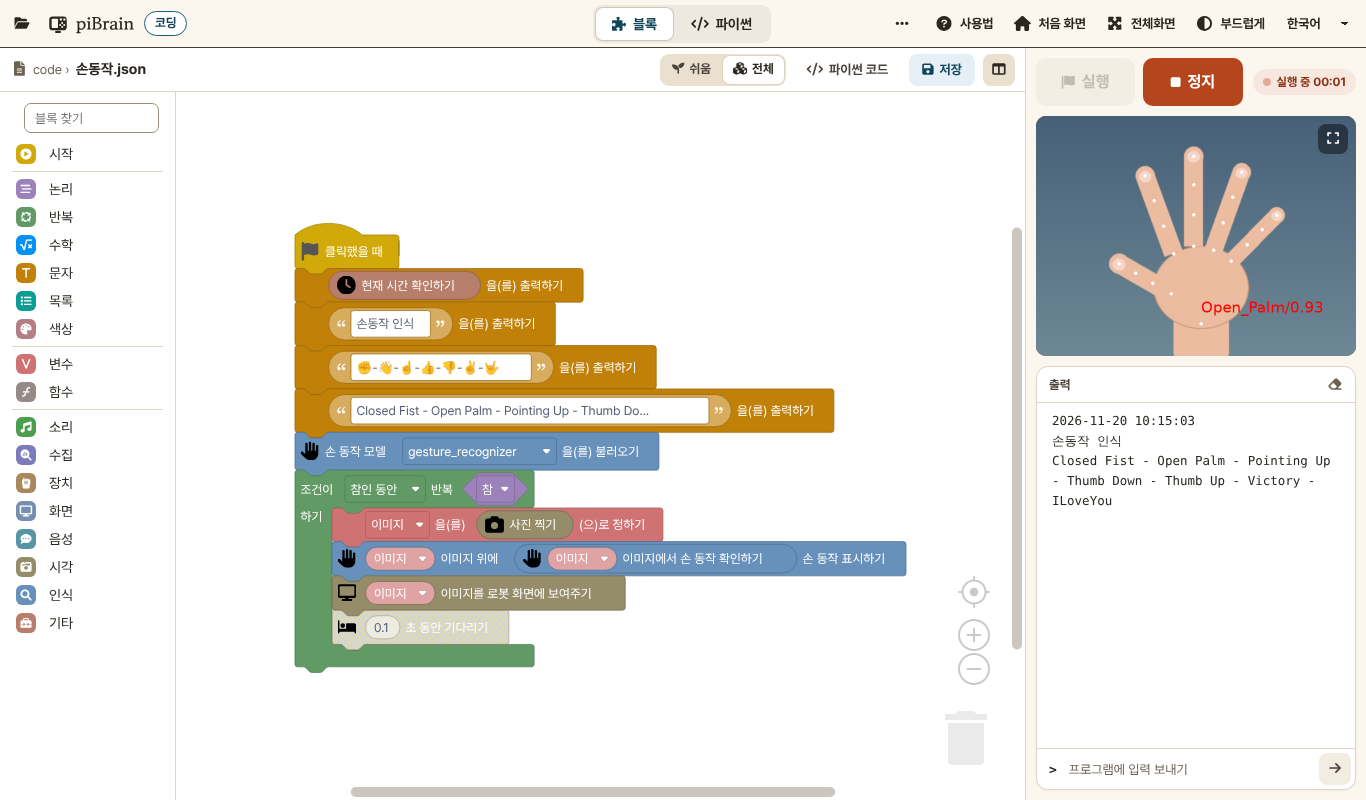 piBrain 코딩
블록 </> 파이썬
사용법 처음 화면 전체화면 부드럽게 한국어
code › 손동작.json
쉬움 전체 </> 파이썬 코드 저장
실행 정지 실행 중 00:01
블록 찾기
시작
논리
반복
수학
문자
목록
색상
변수
함수
소리
수집
장치
화면
음성
시각
인식
기타
클릭했을 때
현재 시간 확인하기 을(를) 출력하기
“ 손동작 인식 ” 을(를) 출력하기
“ ✊-👋-☝️-👍-👎-✌️-🤟 ” 을(를) 출력하기
“ Closed Fist - Open Palm - Pointing Up - Thumb Do... ” 을(를) 출력하기
손 동작 모델 gesture_recognizer 을(를) 불러오기
조건이 참인 동안 반복 참
하기
이미지 을(를) 사진 찍기 (으)로 정하기
이미지 이미지 위에 이미지 이미지에서 손 동작 확인하기 손 동작 표시하기
이미지 이미지를 로봇 화면에 보여주기
0.1 초 동안 기다리기
Open_Palm/0.93
출력
2026-11-20 10:15:03
손동작 인식
Closed Fist - Open Palm - Pointing Up
- Thumb Down - Thumb Up - Victory -
ILoveYou
> 프로그램에 입력 보내기